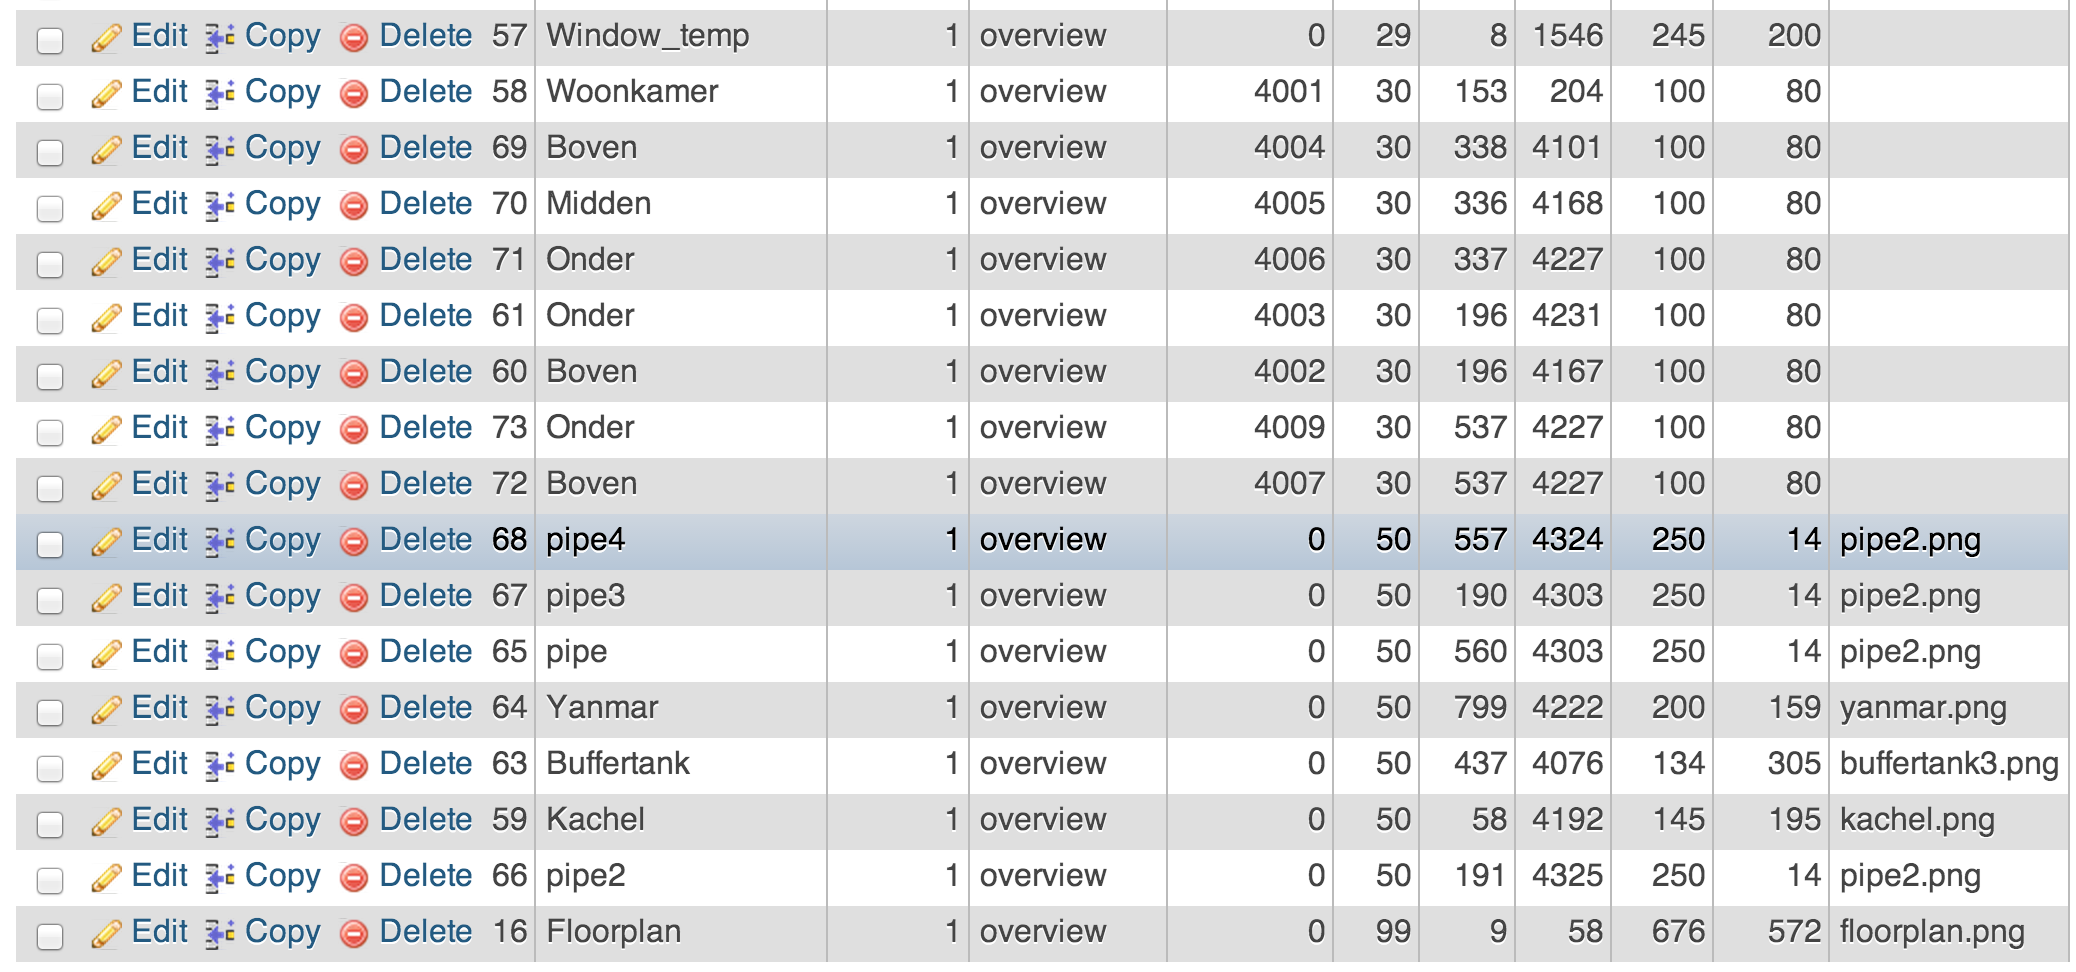 Edit Copy Delete 57 Window_temp 1 overview 0 29 8 1546 245 200
Edit Copy Delete 58 Woonkamer 1 overview 4001 30 153 204 100 80
Edit Copy Delete 69 Boven 1 overview 4004 30 338 4101 100 80
Edit Copy Delete 70 Midden 1 overview 4005 30 336 4168 100 80
Edit Copy Delete 71 Onder 1 overview 4006 30 337 4227 100 80
Edit Copy Delete 61 Onder 1 overview 4003 30 196 4231 100 80
Edit Copy Delete 60 Boven 1 overview 4002 30 196 4167 100 80
Edit Copy Delete 73 Onder 1 overview 4009 30 537 4227 100 80
Edit Copy Delete 72 Boven 1 overview 4007 30 537 4227 100 80
Edit Copy Delete 68 pipe4 1 overview 0 50 557 4324 250 14 pipe2.png
Edit Copy Delete 67 pipe3 1 overview 0 50 190 4303 250 14 pipe2.png
Edit Copy Delete 65 pipe 1 overview 0 50 560 4303 250 14 pipe2.png
Edit Copy Delete 64 Yanmar 1 overview 0 50 799 4222 200 159 yanmar.png
Edit Copy Delete 63 Buffertank 1 overview 0 50 437 4076 134 305 buffertank3.png
Edit Copy Delete 59 Kachel 1 overview 0 50 58 4192 145 195 kachel.png
Edit Copy Delete 66 pipe2 1 overview 0 50 191 4325 250 14 pipe2.png
Edit Copy Delete 16 Floorplan 1 overview 0 99 9 58 676 572 floorplan.png